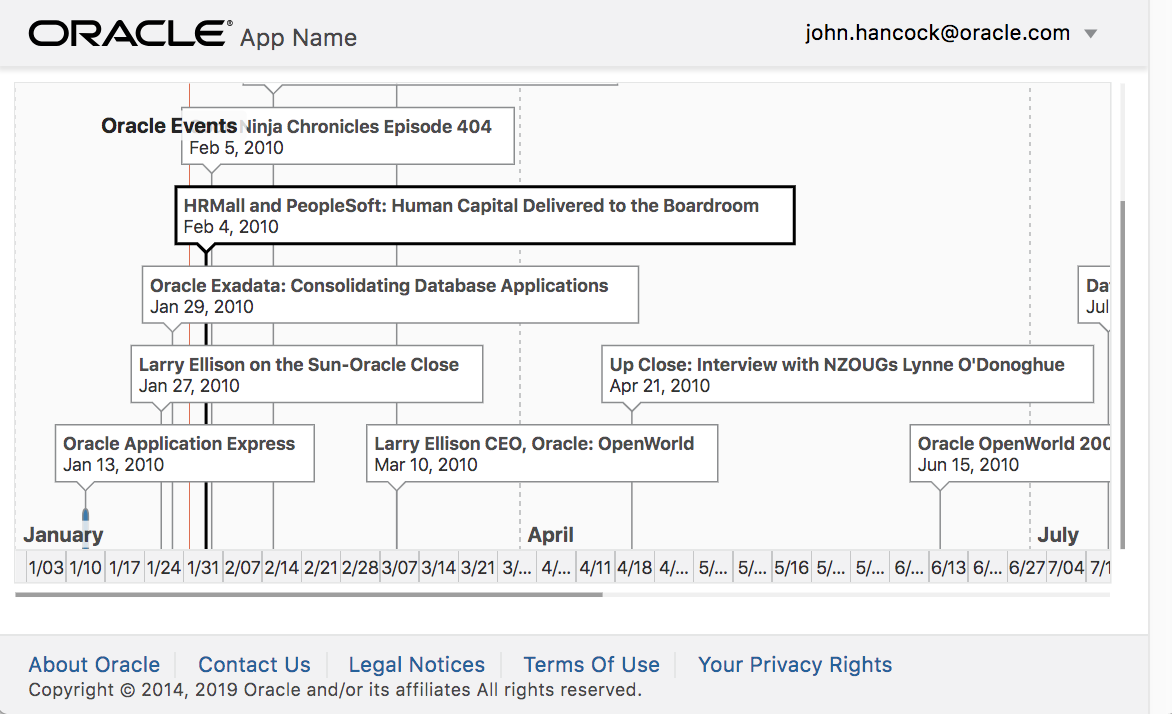 ORACLE® App Name
john.hancock@oracle.com
Oracle Events
Ninja Chronicles Episode 404
Feb 5, 2010
HRMall and PeopleSoft: Human Capital Delivered to the Boardroom
Feb 4, 2010
Oracle Exadata: Consolidating Database Applications
Jan 29, 2010
Jul
Larry Ellison on the Sun-Oracle Close
Jan 27, 2010
Up Close: Interview with NZOUGs Lynne O'Donoghue
Apr 21, 2010
Oracle Application Express
Jan 13, 2010
Larry Ellison CEO, Oracle: OpenWorld
Mar 10, 2010
Oracle OpenWorld 200
Jun 15, 2010
January April July
1/03 1/10 1/17 1/24 1/31 2/07 2/14 2/21 2/28 3/07 3/14 3/21 3/... 4/... 4/11 4/18 4/... 5/... 5/... 5/16 5/... 5/... 6/... 6/13 6/... 6/27 7/04 7/1
About Oracle Contact Us Legal Notices Terms Of Use Your Privacy Rights
Copyright © 2014, 2019 Oracle and/or its affiliates All rights reserved.